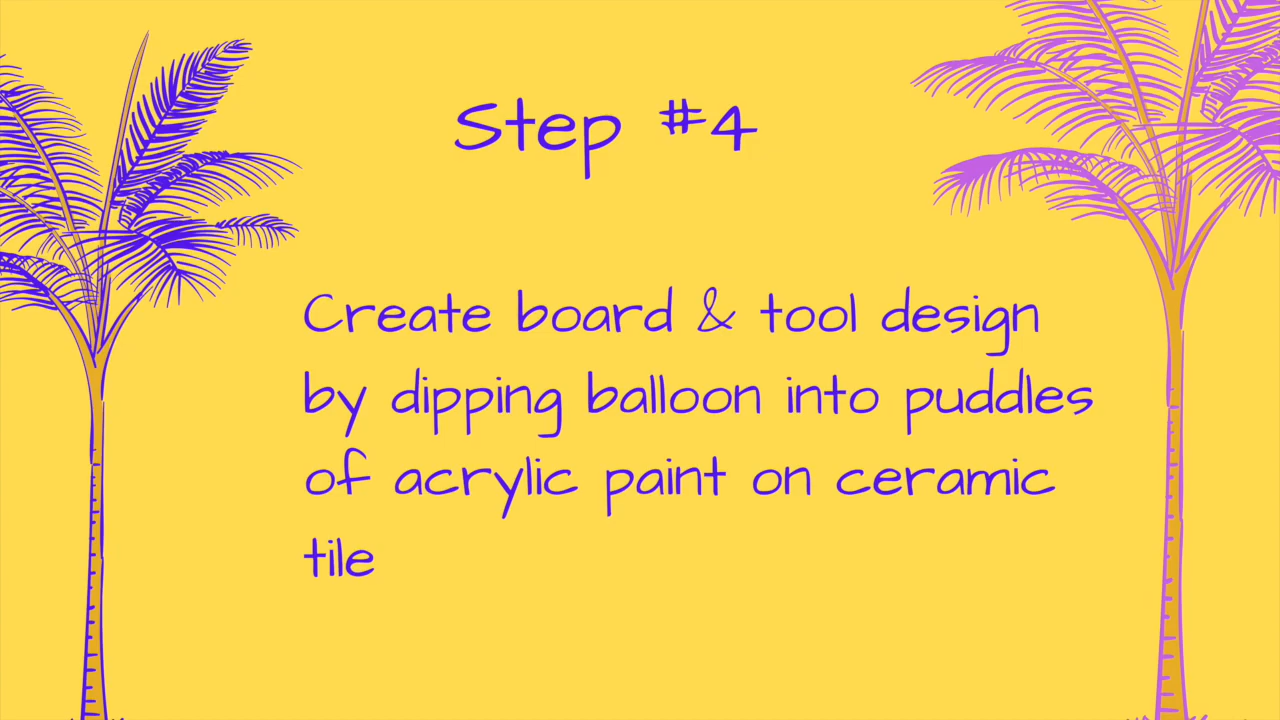 Step #4
Create board & tool design
by dipping balloon into puddles
of acrylic paint on ceramic
tile